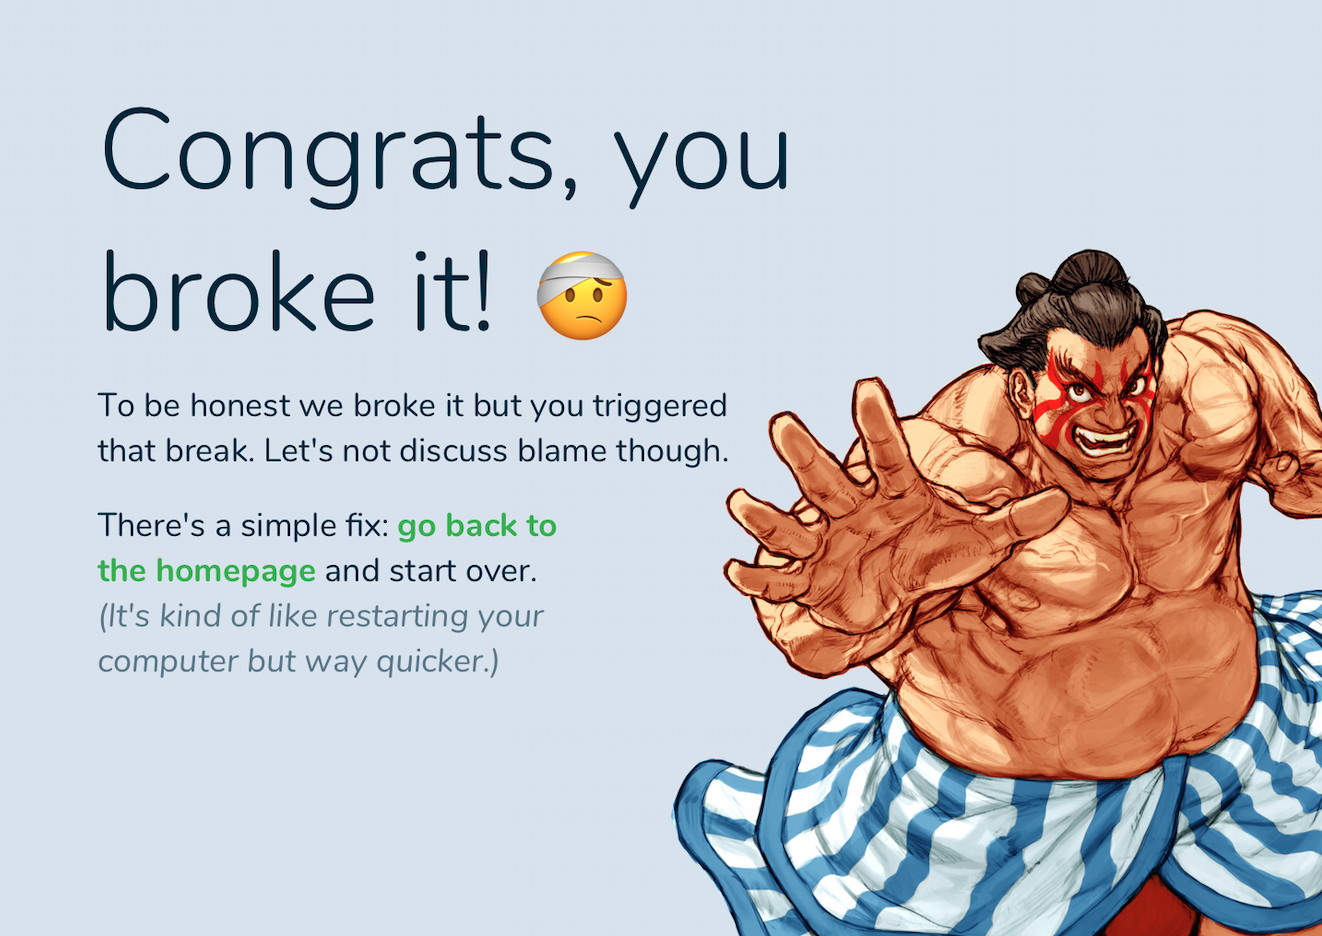 Congrats, you
broke it! 🤕
To be honest we broke it but you triggered
that break. Let's not discuss blame though.
There's a simple fix: go back to
the homepage and start over.
(It's kind of like restarting your
computer but way quicker.)